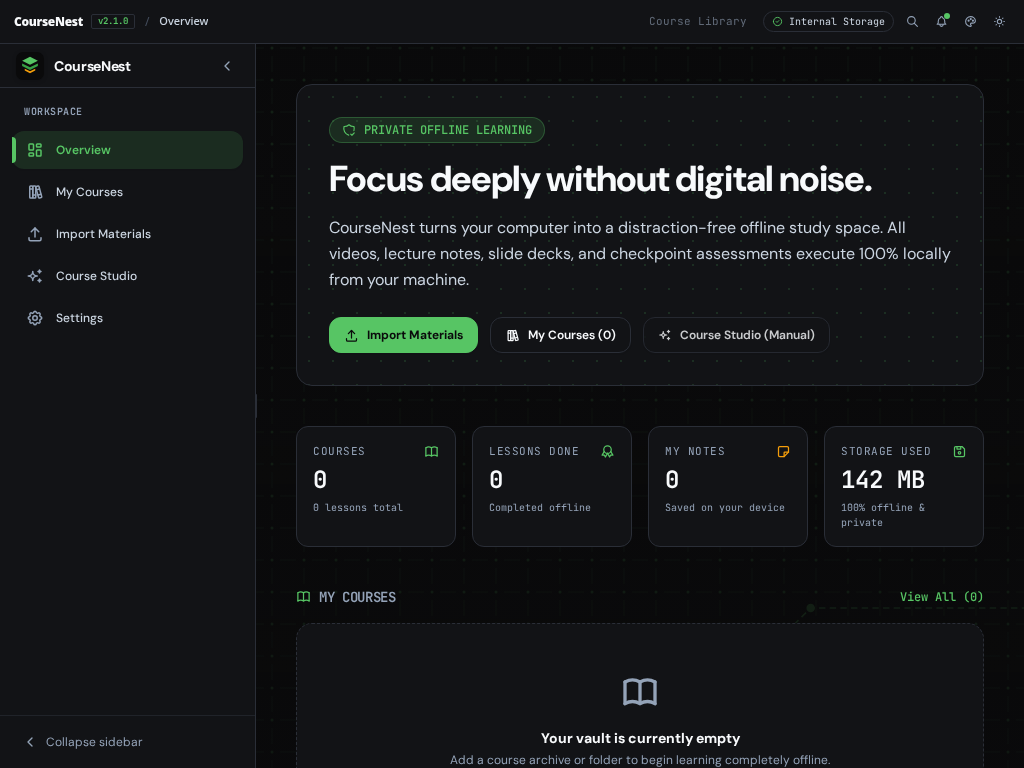 CourseNest v2.1.0 / Overview
Course Library
Internal Storage
CourseNest
WORKSPACE
Overview
My Courses
Import Materials
Course Studio
Settings
Collapse sidebar
PRIVATE OFFLINE LEARNING
Focus deeply without digital noise.
CourseNest turns your computer into a distraction-free offline study space. All
videos, lecture notes, slide decks, and checkpoint assessments execute 100% locally
from your machine.
Import Materials
My Courses (0)
Course Studio (Manual)
COURSES
0
0 lessons total
LESSONS DONE
0
Completed offline
MY NOTES
0
Saved on your device
STORAGE USED
142 MB
100% offline &
private
MY COURSES
View All (0)
Your vault is currently empty
Add a course archive or folder to begin learning completely offline.